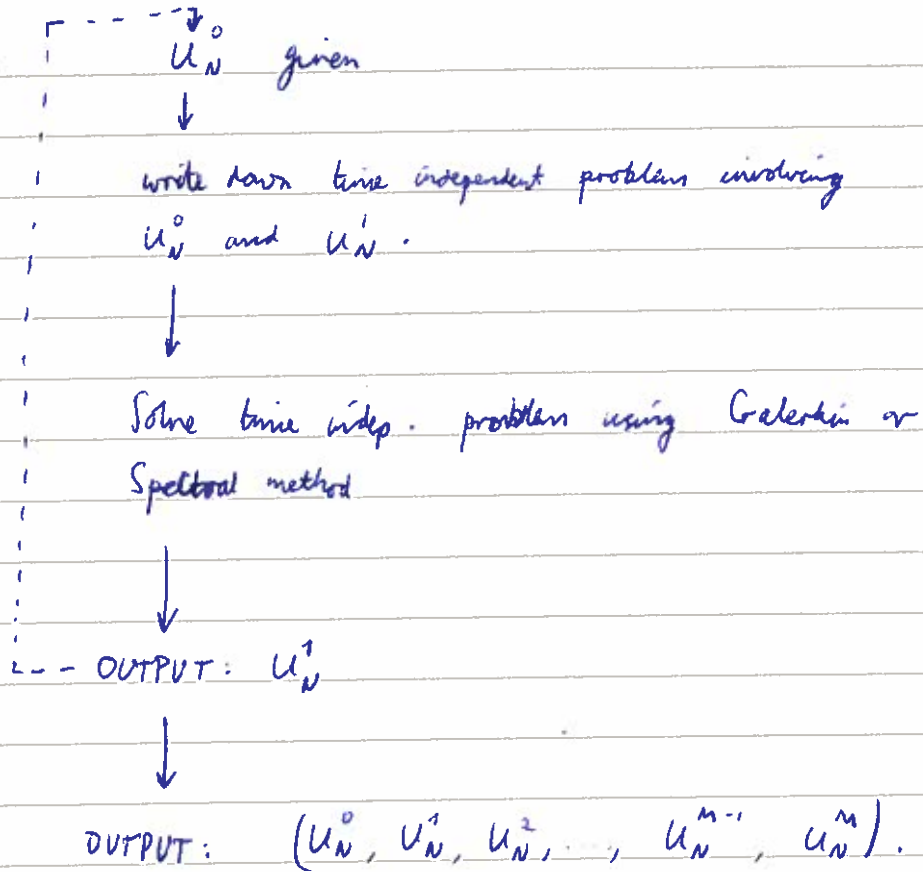 U_N^0 given
write down time independent problem involving
U_N^0 and U_N^1.
Solve time indep. problem using Galerkin or
Spectral method
OUTPUT: U_N^1
OUTPUT: (U_N^0, U_N^1, U_N^2, ..., U_N^{M-1}, U_N^M).